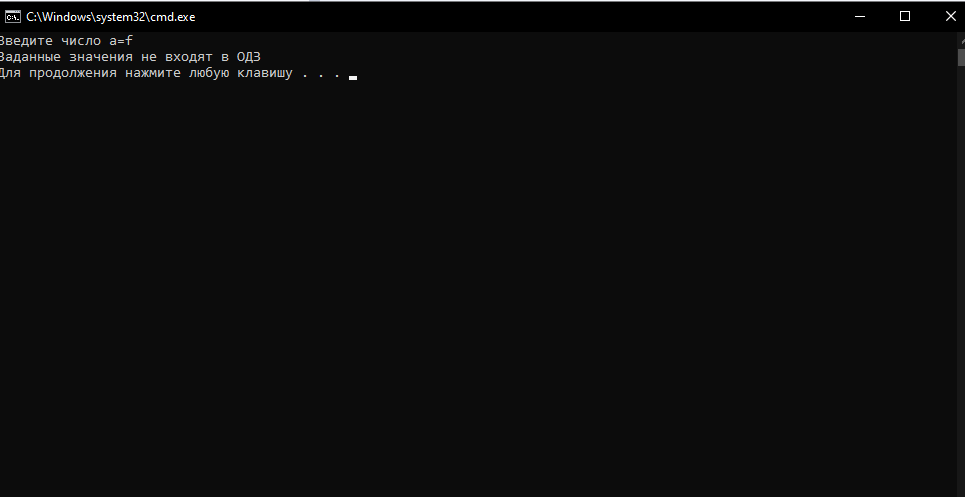 C:\Windows\system32\cmd.exe
Введите число a=f
Заданные значения не входят в ОДЗ
Для продолжения нажмите любую клавишу . . .